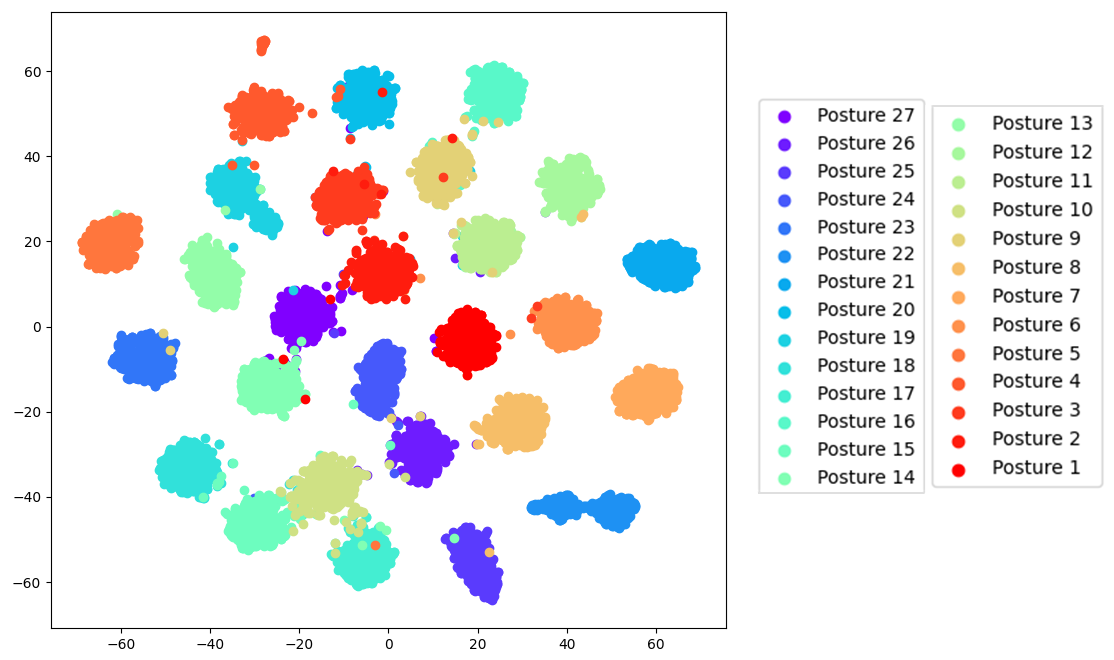 60
40
20
0
−20
−40
−60
−60
−40
−20
0
20
40
60
Posture 27
Posture 26
Posture 25
Posture 24
Posture 23
Posture 22
Posture 21
Posture 20
Posture 19
Posture 18
Posture 17
Posture 16
Posture 15
Posture 14
Posture 13
Posture 12
Posture 11
Posture 10
Posture 9
Posture 8
Posture 7
Posture 6
Posture 5
Posture 4
Posture 3
Posture 2
Posture 1